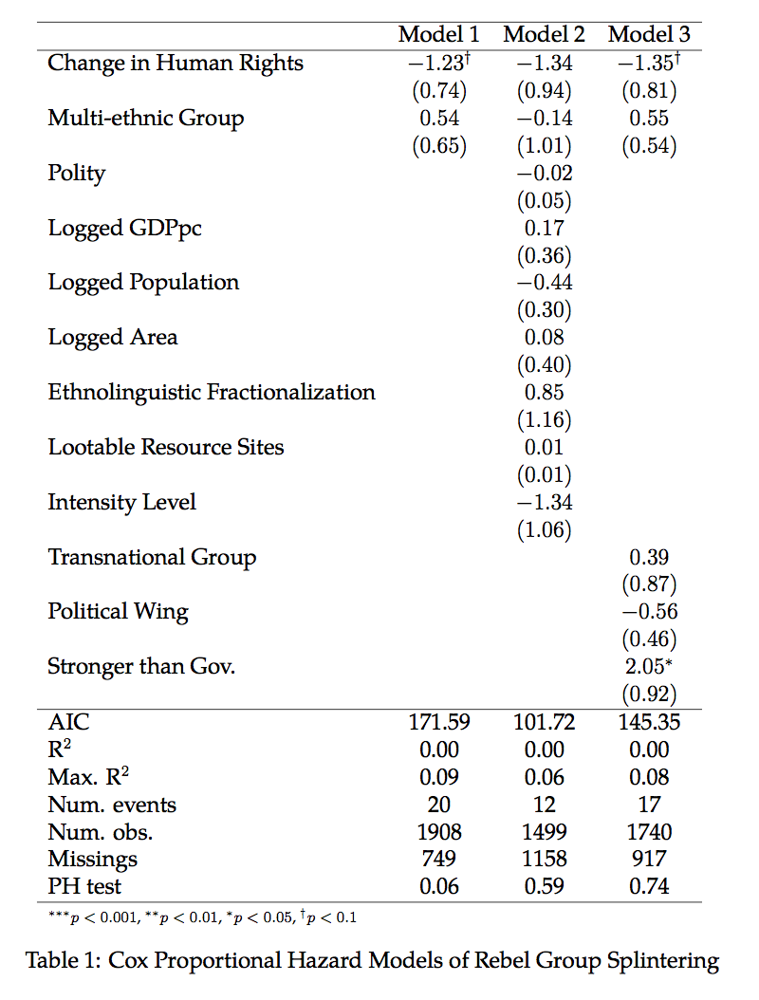 Model 1 Model 2 Model 3
Change in Human Rights −1.23† −1.34 −1.35†
(0.74) (0.94) (0.81)
Multi-ethnic Group 0.54 −0.14 0.55
(0.65) (1.01) (0.54)
Polity −0.02
(0.05)
Logged GDPpc 0.17
(0.36)
Logged Population −0.44
(0.30)
Logged Area 0.08
(0.40)
Ethnolinguistic Fractionalization 0.85
(1.16)
Lootable Resource Sites 0.01
(0.01)
Intensity Level −1.34
(1.06)
Transnational Group 0.39
(0.87)
Political Wing −0.56
(0.46)
Stronger than Gov. 2.05*
(0.92)
AIC 171.59 101.72 145.35
R² 0.00 0.00 0.00
Max. R² 0.09 0.06 0.08
Num. events 20 12 17
Num. obs. 1908 1499 1740
Missings 749 1158 917
PH test 0.06 0.59 0.74
***p < 0.001, **p < 0.01, *p < 0.05, †p < 0.1
Table 1: Cox Proportional Hazard Models of Rebel Group Splintering